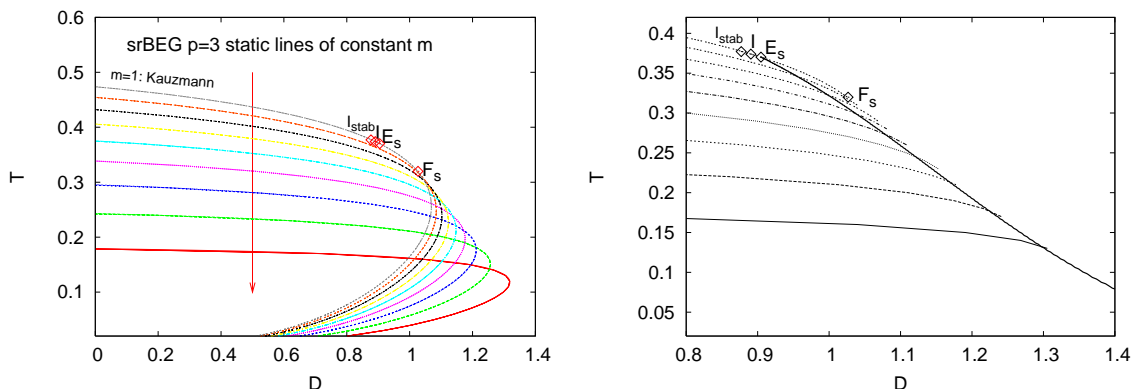 0.6
0.5
0.4
0.3
0.2
0.1
T
srBEG p=3 static lines of constant m
m=1: Kauzmann
I_stab I E_s
F_s
0 0.2 0.4 0.6 0.8 1 1.2 1.4
D
0.4
0.35
0.3
0.25
0.2
0.15
0.1
0.05
T
I_stab I E_s
F_s
0.8 0.9 1 1.1 1.2 1.3 1.4
D